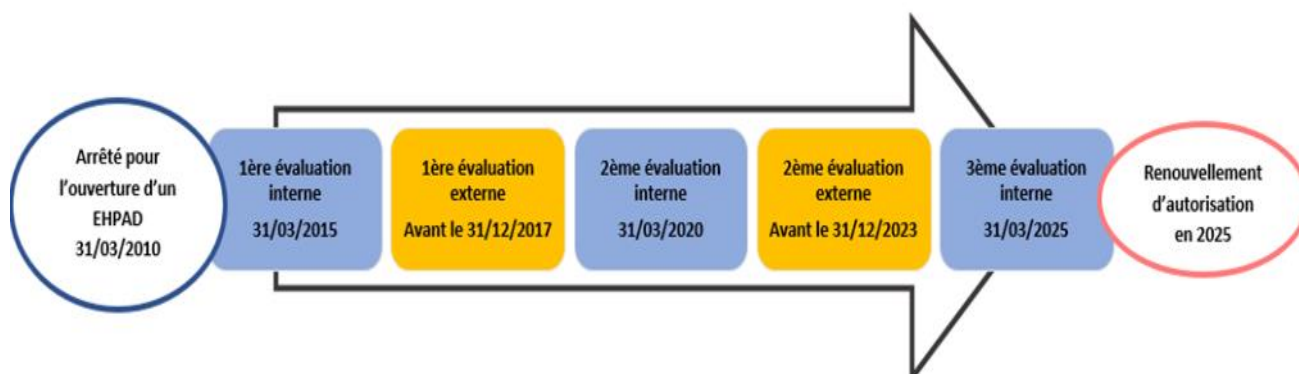 Arrêté pour
l'ouverture d'un
EHPAD
31/03/2010
1ère évaluation
interne
31/03/2015
1ère évaluation
externe
Avant le 31/12/2017
2ème évaluation
interne
31/03/2020
2ème évaluation
externe
Avant le 31/12/2023
3ème évaluation
interne
31/03/2025
Renouvellement
d'autorisation
en 2025